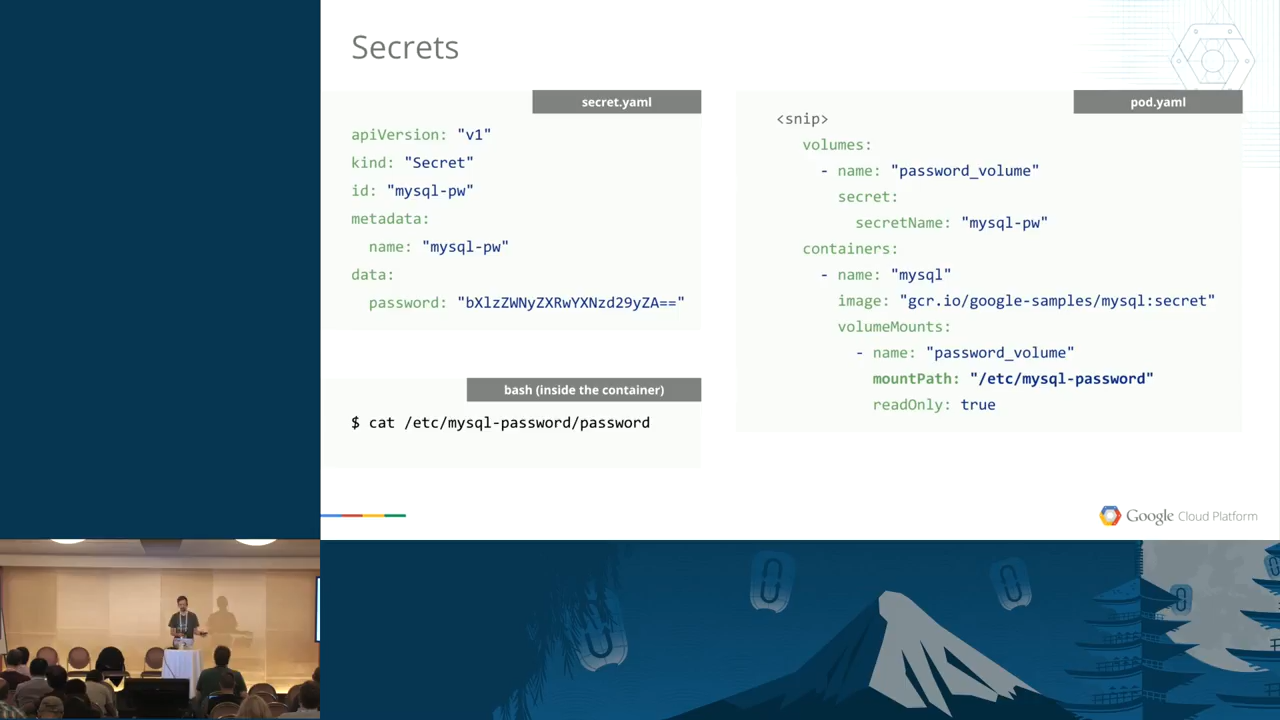 Secrets
secret.yaml
apiVersion: "v1"
kind: "Secret"
id: "mysql-pw"
metadata:
name: "mysql-pw"
data:
password: "bXlzZWNyZXRwYXNzd29yZA=="
bash (inside the container)
$ cat /etc/mysql-password/password
pod.yaml
<snip>
volumes:
- name: "password_volume"
secret:
secretName: "mysql-pw"
containers:
- name: "mysql"
image: "gcr.io/google-samples/mysql:secret"
volumeMounts:
- name: "password_volume"
mountPath: "/etc/mysql-password"
readOnly: true
Google Cloud Platform